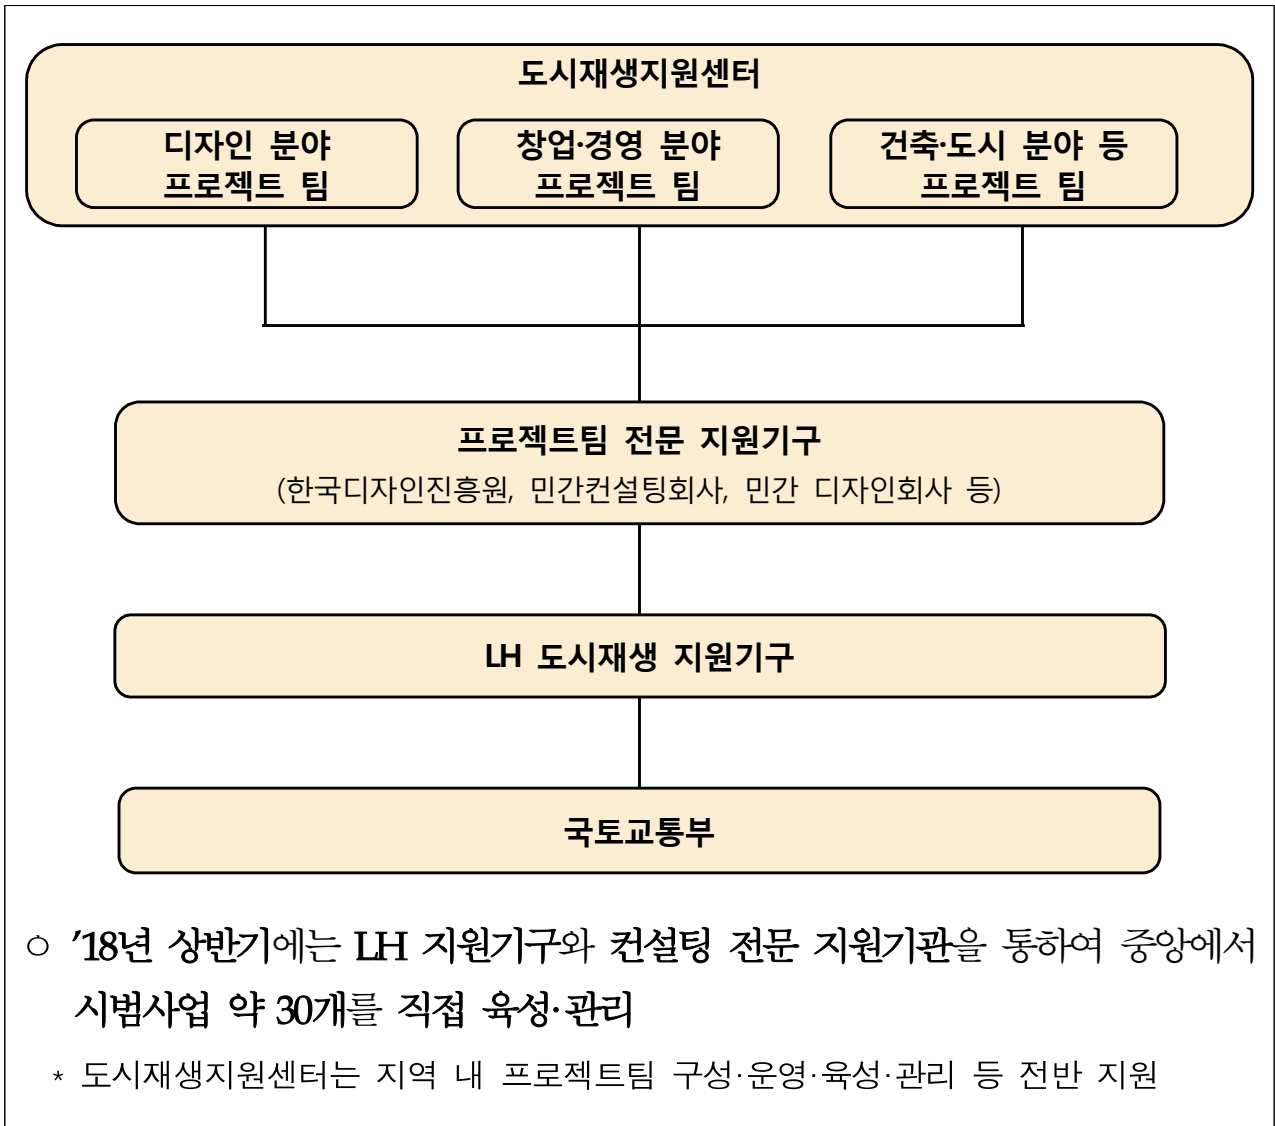 도시재생지원센터
디자인 분야
프로젝트 팀
창업·경영 분야
프로젝트 팀
건축·도시 분야 등
프로젝트 팀
프로젝트팀 전문 지원기구
(한국디자인진흥원, 민간컨설팅회사, 민간 디자인회사 등)
LH 도시재생 지원기구
국토교통부
○ ’18년 상반기에는 LH 지원기구와 컨설팅 전문 지원기관을 통하여 중앙에서
시범사업 약 30개를 직접 육성·관리
* 도시재생지원센터는 지역 내 프로젝트팀 구성·운영·육성·관리 등 전반 지원